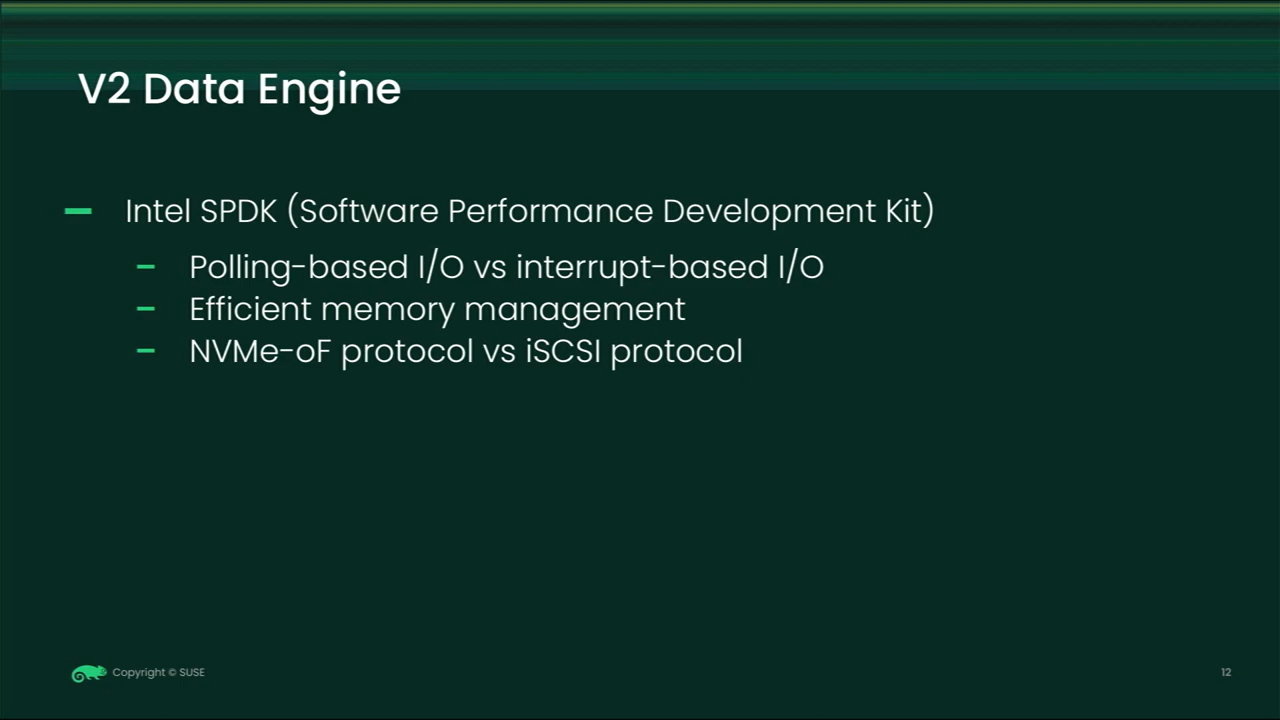 V2 Data Engine
Intel SPDK (Software Performance Development Kit)
Polling-based I/O vs interrupt-based I/O
Efficient memory management
NVMe-oF protocol vs iSCSI protocol
Copyright © SUSE
12